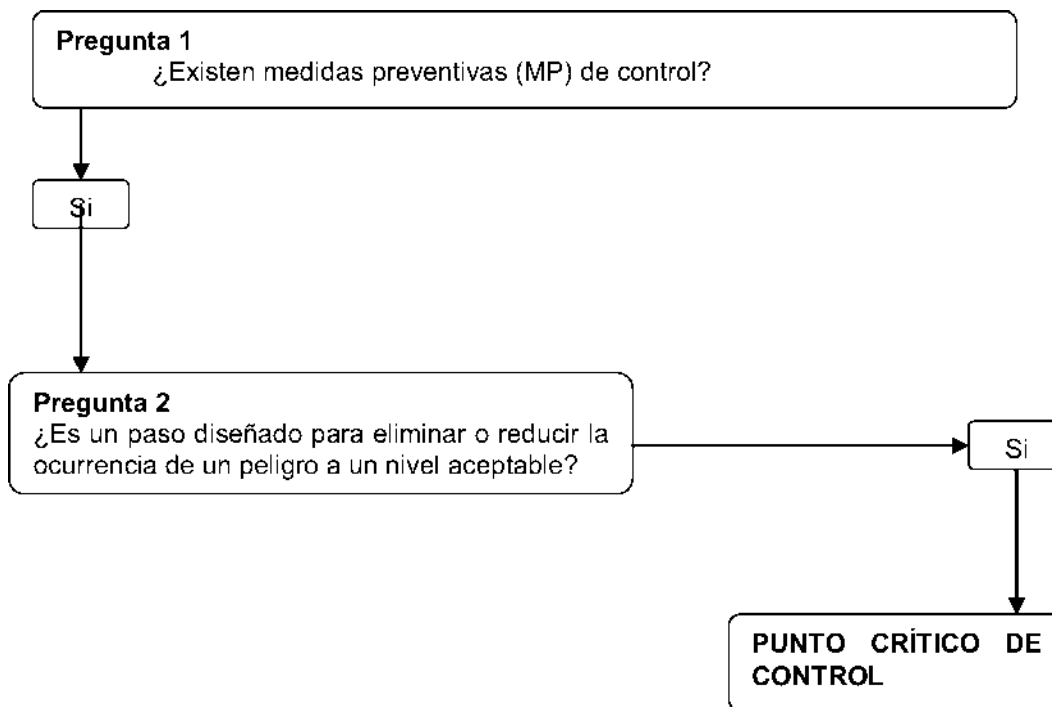 Pregunta 1
¿Existen medidas preventivas (MP) de control?
Si
Pregunta 2
¿Es un paso diseñado para eliminar o reducir la
ocurrencia de un peligro a un nivel aceptable?
Si
PUNTO CRÍTICO DE
CONTROL